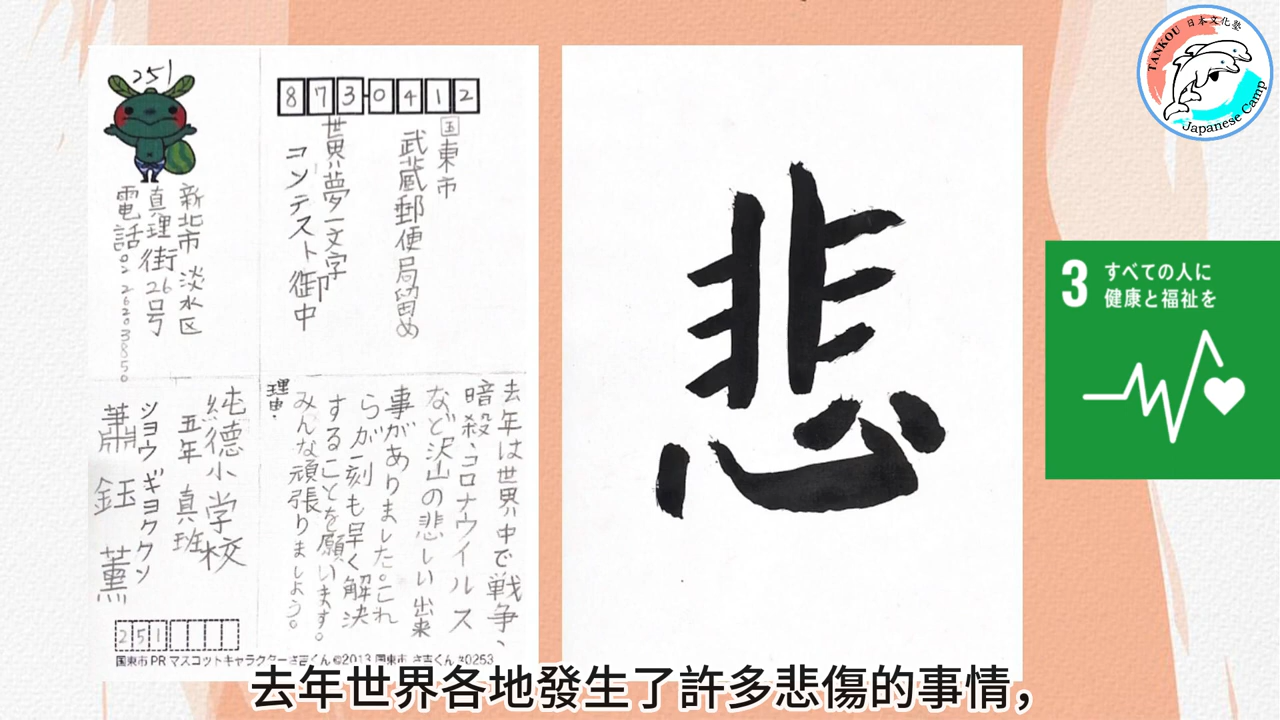 251
873-0412
国東市
武蔵郵便局留め
世界夢一文字
コンテスト御中
新北市淡水区
真理街26号
電話02 26203850
理由.
去年は世界中で戦争、
暗殺、コロナウイルス
など沢山の悲しい出来
事がありました。これ
らが一刻も早く解決
することを願います。
みんな頑張りましょう。
純德小学校
五年 真班
ショウ ギョククン
蕭 鈺 薰
251
国東市PRマスコットキャラクターさ吉くん ©2013 国東市 さ吉くん #0253
悲
TANKOU 日本文化塾
Japanese Camp
3 すべての人に
健康と福祉を
去年世界各地發生了許多悲傷的事情，